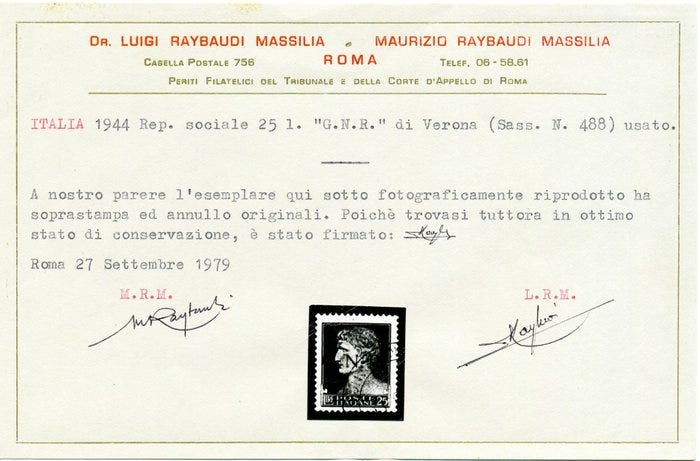 Dr. LUIGI RAYBAUDI MASSILIA e MAURIZIO RAYBAUDI MASSILIA
CASELLA POSTALE 756 ROMA TELEF. 06 - 58.61
PERITI FILATELICI DEL TRIBUNALE E DELLA CORTE D'APPELLO DI ROMA
ITALIA 1944 Rep. sociale 25 l. "G.N.R." di Verona (Sass. N. 488) usato.
A nostro parere l'esemplare qui sotto fotograficamente riprodotto ha
soprastampa ed annullo originali. Poichè trovasi tuttora in ottimo
stato di conservazione, è stato firmato:
Roma 27 Settembre 1979
M.R.M. L.R.M.
LIRE POSTE ITALIANE 25